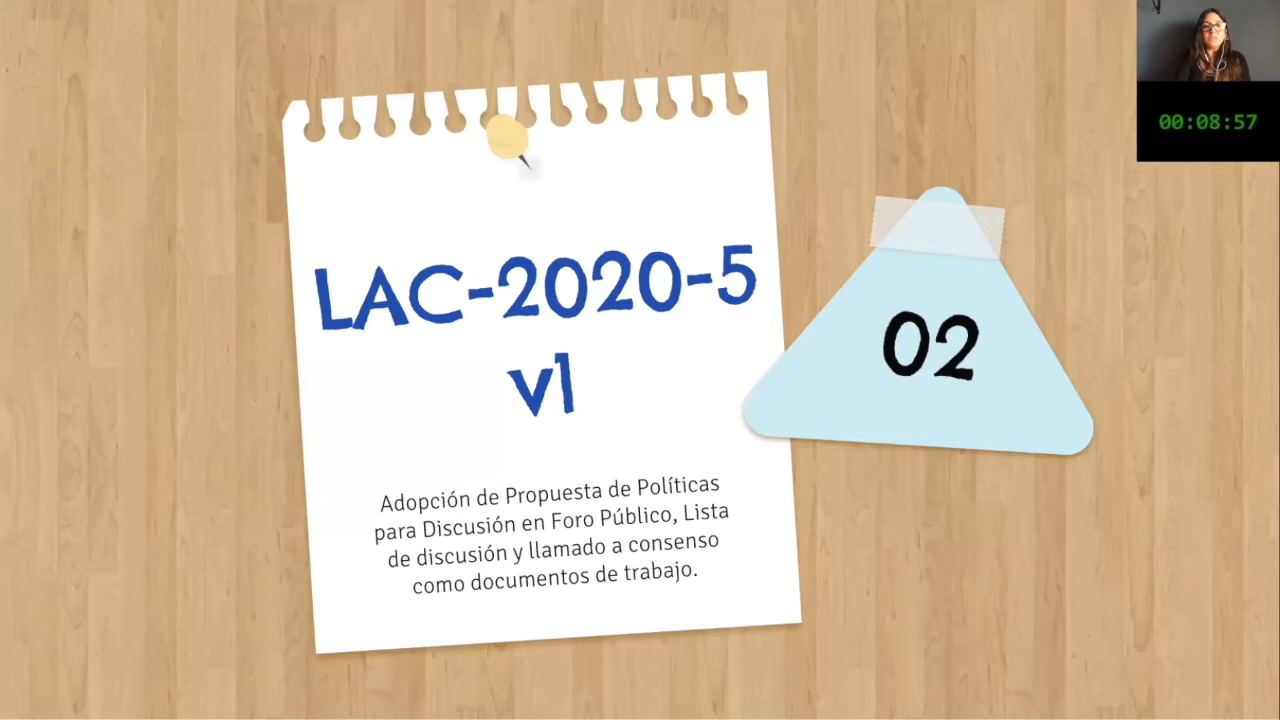 00:08:57
LAC-2020-5
v1
02
Adopción de Propuesta de Políticas
para Discusión en Foro Público, Lista
de discusión y llamado a consenso
como documentos de trabajo.